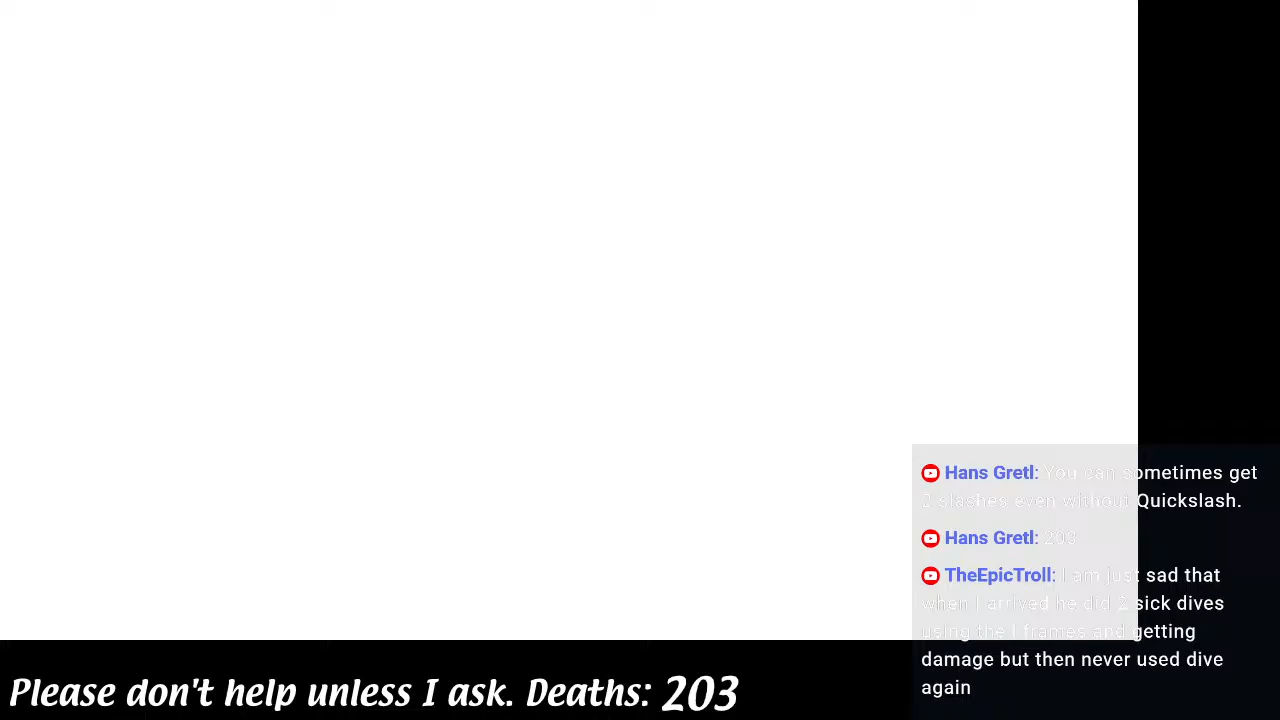 Hans Gretl: You can sometimes get
2 slashes even without Quickslash.
Hans Gretl: 203
TheEpicTroll: I am just sad that
when I arrived he did 2 sick dives
using the I frames and getting
damage but then never used dive
again
Please don't help unless I ask. Deaths: 203